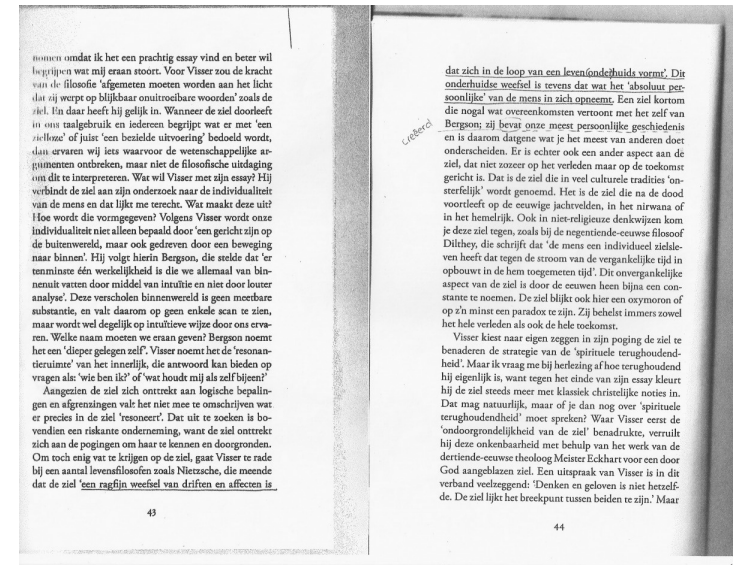 nomen omdat ik het een prachtig essay vind en beter wil
begrijpen wat mij eraan stoort. Voor Visser zou de kracht
van de filosofie 'afgemeten moeten worden aan het licht
dat zij werpt op blijkbaar onuitroeibare woorden' zoals de
ziel. En daar heeft hij gelijk in. Wanneer de ziel doorleeft
in ons taalgebruik en iedereen begrijpt wat er met 'een
zielloze' of juist 'een bezielde uitvoering' bedoeld wordt,
dan ervaren wij iets waarvoor de wetenschappelijke ar-
gumenten ontbreken, maar niet de filosofische uitdaging
om dit te interpreteren. Wat wil Visser met zijn essay? Hij
verbindt de ziel aan zijn onderzoek naar de individualiteit
van de mens en dat lijkt me terecht. Wat maakt deze uit?
Hoe wordt die vormgegeven? Volgens Visser wordt onze
individualiteit niet alleen bepaald door 'een gericht zijn op
de buitenwereld, maar ook gedreven door een beweging
naar binnen'. Hij volgt hierin Bergson, die stelde dat 'er
tenminste één werkelijkheid is die we allemaal van bin-
nenuit vatten door middel van intuïtie en niet door louter
analyse'. Deze verscholen binnenwereld is geen meetbare
substantie, en valt daarom op geen enkele scan te zien,
maar wordt wel degelijk op intuïtieve wijze door ons erva-
ren. Welke naam moeten we eraan geven? Bergson noemt
het een 'dieper gelegen zelf'. Visser noemt het de 'resonan-
tieruimte' van het innerlijk, die antwoord kan bieden op
vragen als: 'wie ben ik?' of 'wat houdt mij als zelf bijeen?'
Aangezien de ziel zich onttrekt aan logische bepalin-
gen en afgrenzingen valt het niet mee te omschrijven wat
er precies in de ziel 'resoneert'. Dat uit te zoeken is bo-
vendien een riskante onderneming, want de ziel onttrekt
zich aan de pogingen om haar te kennen en doorgronden.
Om toch enig vat te krijgen op de ziel, gaat Visser te rade
bij een aantal levensfilosofen zoals Nietzsche, die meende
dat de ziel 'een ragfijn weefsel van driften en affecten is
43
dat zich in de loop van een leven onderhuids vormt'. Dit
onderhuidse weefsel is tevens dat wat het 'absoluut per-
soonlijke' van de mens in zich opneemt. Een ziel kortom
die nogal wat overeenkomsten vertoont met het zelf van
Bergson; zij bevat onze meest persoonlijke geschiedenis
en is daarom datgene wat je het meest van anderen doet
onderscheiden. Er is echter ook een ander aspect aan de
ziel, dat niet zozeer op het verleden maar op de toekomst
gericht is. Dat is de ziel die in veel culturele tradities 'on-
sterfelijk' wordt genoemd. Het is de ziel die na de dood
voortleeft op de eeuwige jachtvelden, in het nirwana of
in het hemelrijk. Ook in niet-religieuze denkwijzen kom
je deze ziel tegen, zoals bij de negentiende-eeuwse filosoof
Dilthey, die schrijft dat 'de mens een individueel zielsle-
ven heeft dat tegen de stroom van de vergankelijke tijd in
opbouwt in de hem toegemeten tijd'. Dit onvergankelijke
aspect van de ziel is door de eeuwen heen bijna een con-
stante te noemen. De ziel blijkt ook hier een oxymoron of
op z'n minst een paradox te zijn. Zij behelst immers zowel
het hele verleden als ook de hele toekomst.
Visser kiest naar eigen zeggen in zijn poging de ziel te
benaderen de strategie van de 'spirituele terughoudend-
heid'. Maar ik vraag me bij herlezing af hoe terughoudend
hij eigenlijk is, want tegen het einde van zijn essay kleurt
hij de ziel steeds meer met klassiek christelijke noties in.
Dat mag natuurlijk, maar of je dan nog over 'spirituele
terughoudendheid' moet spreken? Waar Visser eerst de
'ondoorgrondelijkheid van de ziel' benadrukte, verruilt
hij deze onkenbaarheid met behulp van het werk van de
dertiende-eeuwse theoloog Meister Eckhart voor een door
God aangeblazen ziel. Een uitspraak van Visser is in dit
verband veelzeggend: 'Denken en geloven is niet hetzelf-
de. De ziel lijkt het breekpunt tussen beiden te zijn.' Maar
44